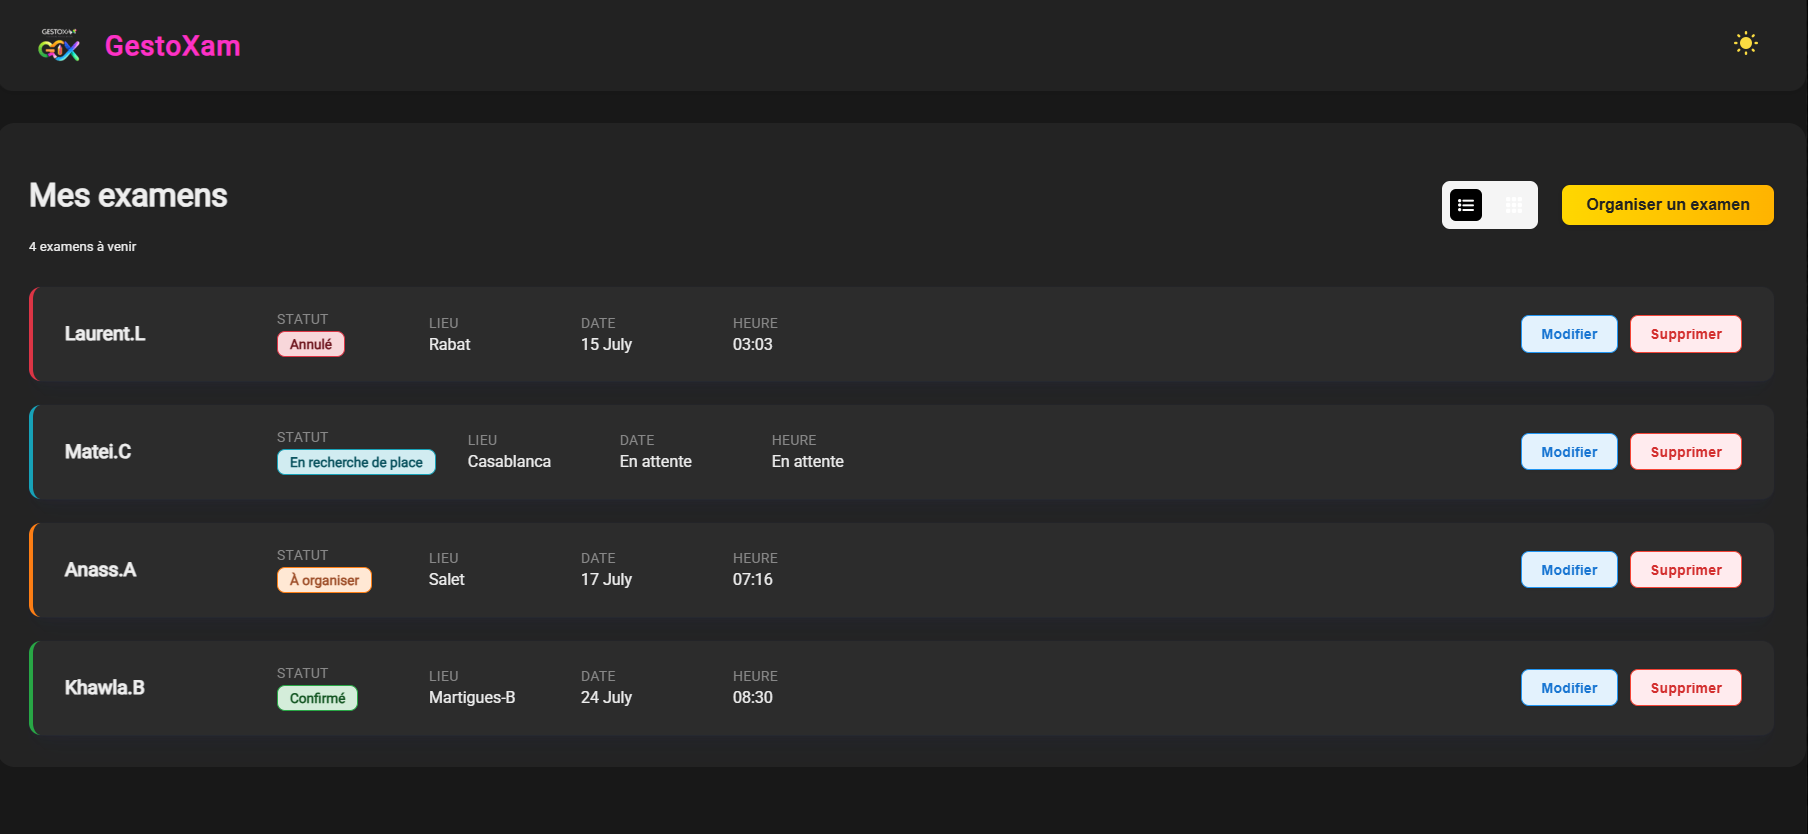 GESTOXAM
GOX
GestoXam
Mes examens
Organiser un examen
4 examens à venir
Laurent.L
STATUT
Annulé
LIEU
Rabat
DATE
15 July
HEURE
03:03
Modifier
Supprimer
Matei.C
STATUT
En recherche de place
LIEU
Casablanca
DATE
En attente
HEURE
En attente
Modifier
Supprimer
Anass.A
STATUT
À organiser
LIEU
Salet
DATE
17 July
HEURE
07:16
Modifier
Supprimer
Khawla.B
STATUT
Confirmé
LIEU
Martigues-B
DATE
24 July
HEURE
08:30
Modifier
Supprimer